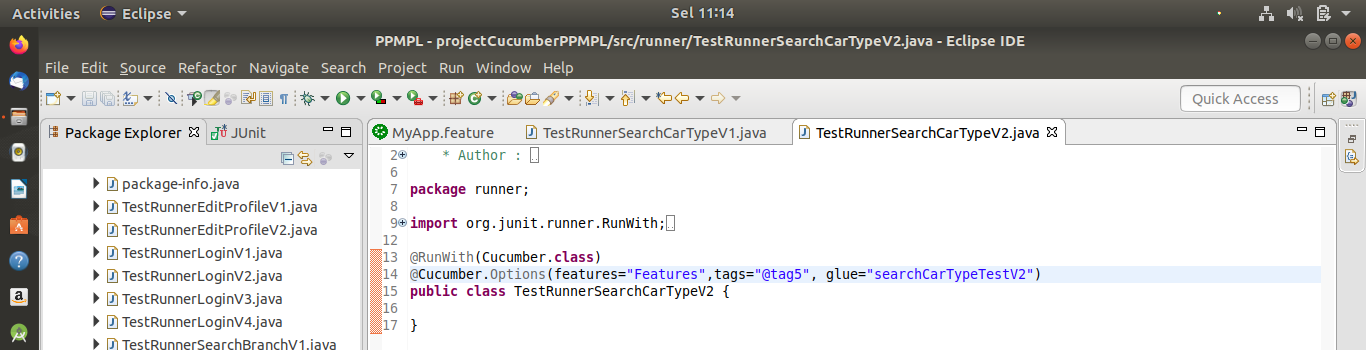 Activities Eclipse Sel 11:14
PPMPL - projectCucumberPPMPL/src/runner/TestRunnerSearchCarTypeV2.java - Eclipse IDE
File Edit Source Refactor Navigate Search Project Run Window Help
Quick Access
Package Explorer JUnit
MyApp.feature TestRunnerSearchCarTypeV1.java TestRunnerSearchCarTypeV2.java
package-info.java
TestRunnerEditProfileV1.java
TestRunnerEditProfileV2.java
TestRunnerLoginV1.java
TestRunnerLoginV2.java
TestRunnerLoginV3.java
TestRunnerLoginV4.java
TestRunnerSearchBranchV1.java
2 * Author :
6
7 package runner;
8
9 import org.junit.runner.RunWith;
12
13 @RunWith(Cucumber.class)
14 @Cucumber.Options(features="Features",tags="@tag5", glue="searchCarTypeTestV2")
15 public class TestRunnerSearchCarTypeV2 {
16
17 }